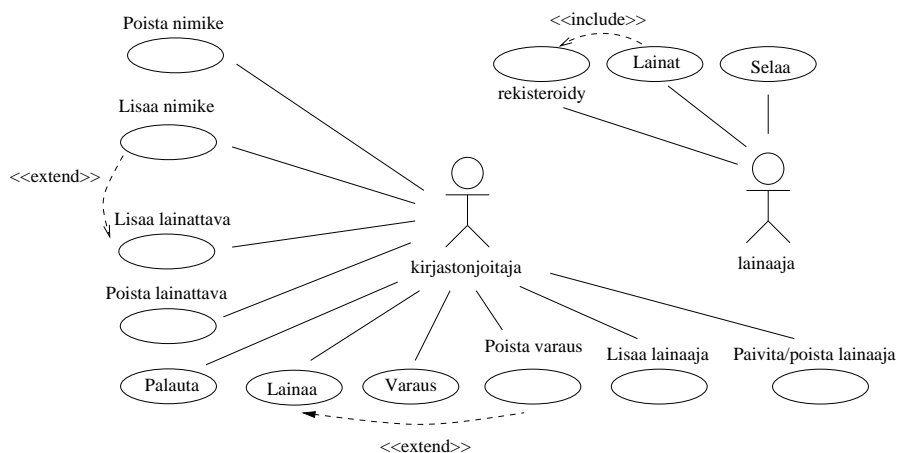 Poista nimike
<<include>>
Lainat
Selaa
rekisteroidy
Lisaa nimike
<<extend>>
Lisaa lainattava
kirjastonjoitaja
lainaaja
Poista lainattava
Poista varaus
Lisaa lainaaja
Paivita/poista lainaaja
Palauta
Lainaa
Varaus
<<extend>>